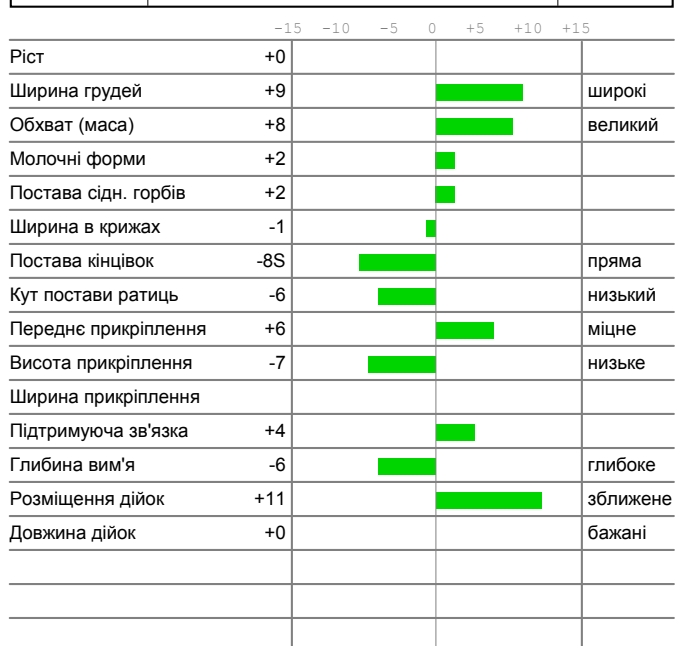 -15 -10 -5 0 +5 +10 +15
Ріст +0
Ширина грудей +9 широкі
Обхват (маса) +8 великий
Молочні форми +2
Постава сідн. горбів +2
Ширина в крижах -1
Постава кінцівок -8S пряма
Кут постави ратиць -6 низький
Переднє прикріплення +6 міцне
Висота прикріплення -7 низьке
Ширина прикріплення
Підтримуюча зв'язка +4
Глибина вим'я -6 глибоке
Розміщення дійок +11 зближене
Довжина дійок +0 бажані